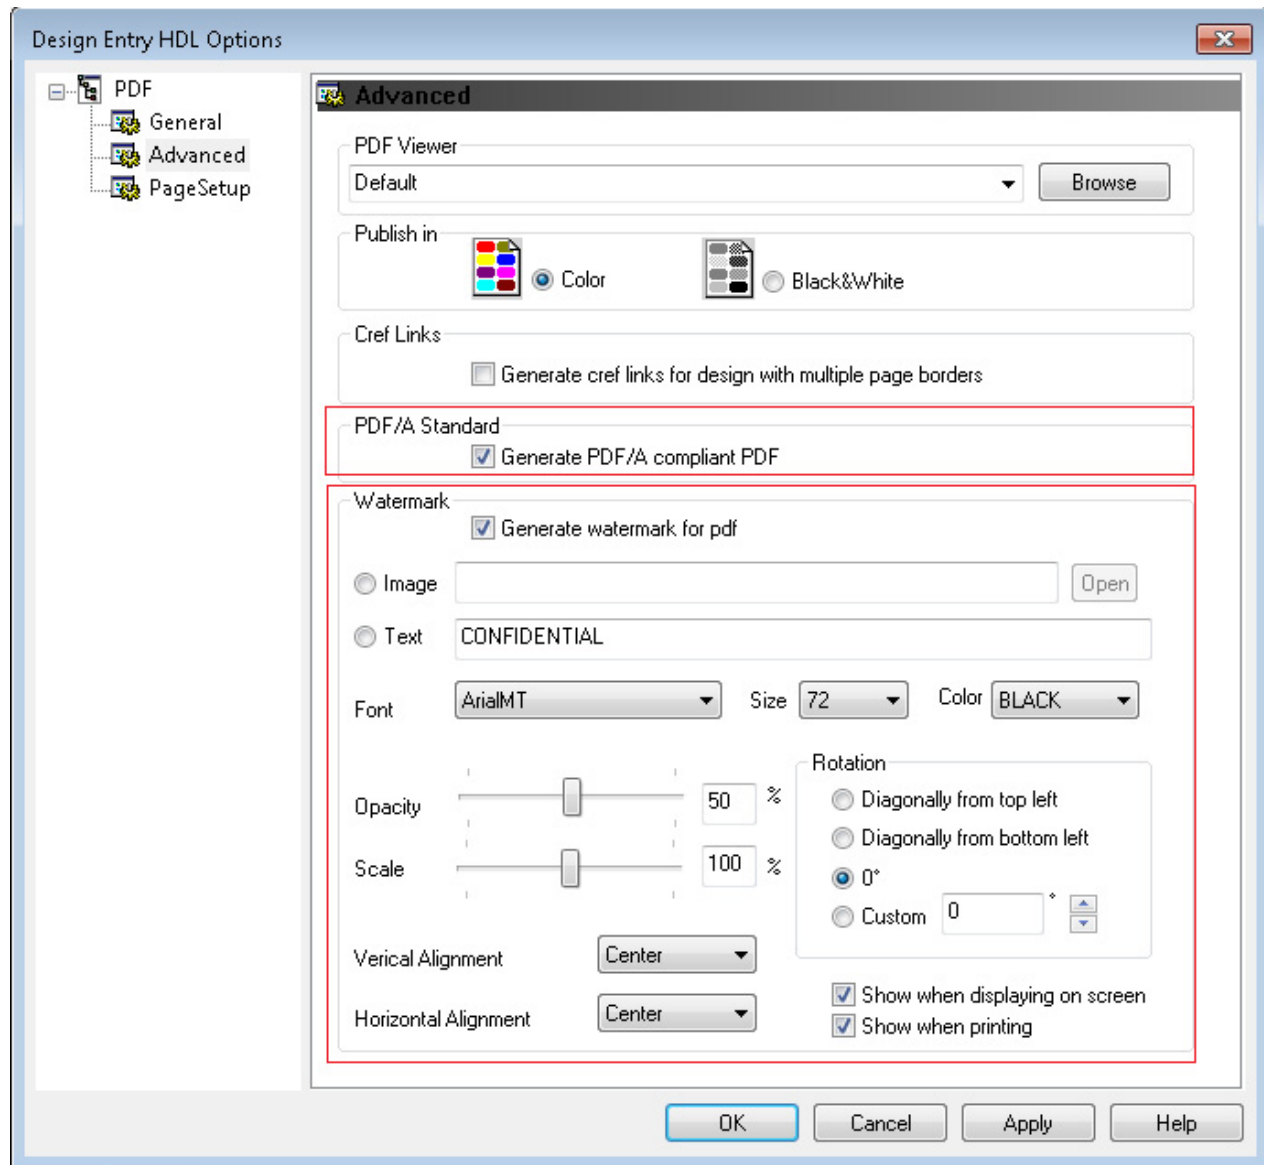 Design Entry HDL Options
PDF
General
Advanced
PageSetup
Advanced
PDF Viewer
Default
Browse
Publish in
Color
Black&White
Cref Links
Generate cref links for design with multiple page borders
PDF/A Standard
Generate PDF/A compliant PDF
Watermark
Generate watermark for pdf
Image
Open
Text CONFIDENTIAL
Font ArialMT Size 72 Color BLACK
Opacity 50 %
Scale 100 %
Rotation
Diagonally from top left
Diagonally from bottom left
0°
Custom 0 °
Verical Alignment Center
Horizontal Alignment Center
Show when displaying on screen
Show when printing
OK Cancel Apply Help